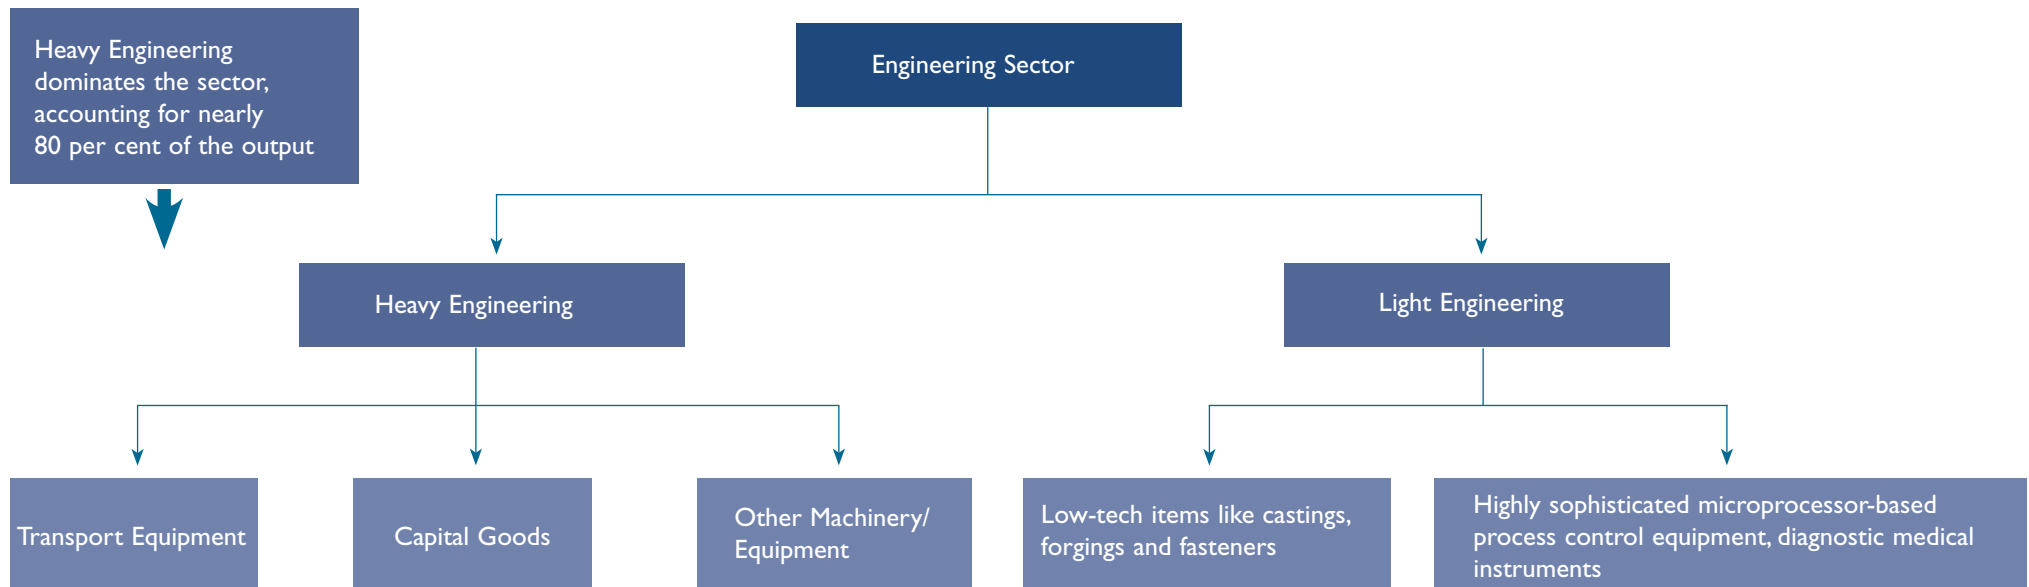 Heavy Engineering
dominates the sector,
accounting for nearly
80 per cent of the output
Engineering Sector
Heavy Engineering
Light Engineering
Transport Equipment
Capital Goods
Other Machinery/
Equipment
Low-tech items like castings,
forgings and fasteners
Highly sophisticated microprocessor-based
process control equipment, diagnostic medical
instruments